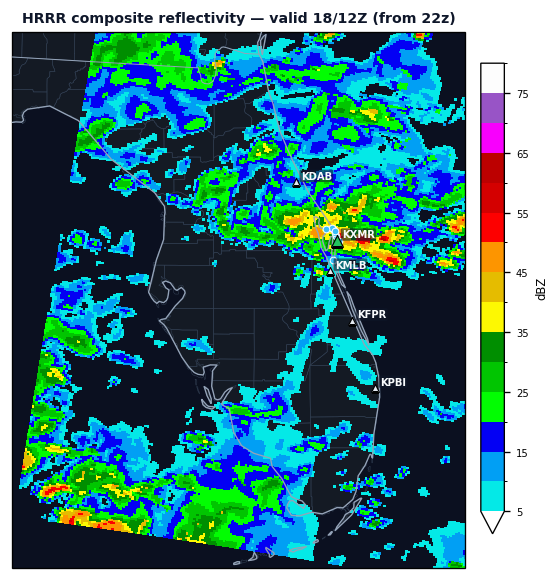 HRRR composite reflectivity — valid 18/12Z (from 22z)
KDAB
KXMR
KMLB
KFPR
KPBI
75
65
55
45
35
25
15
5
dBZ